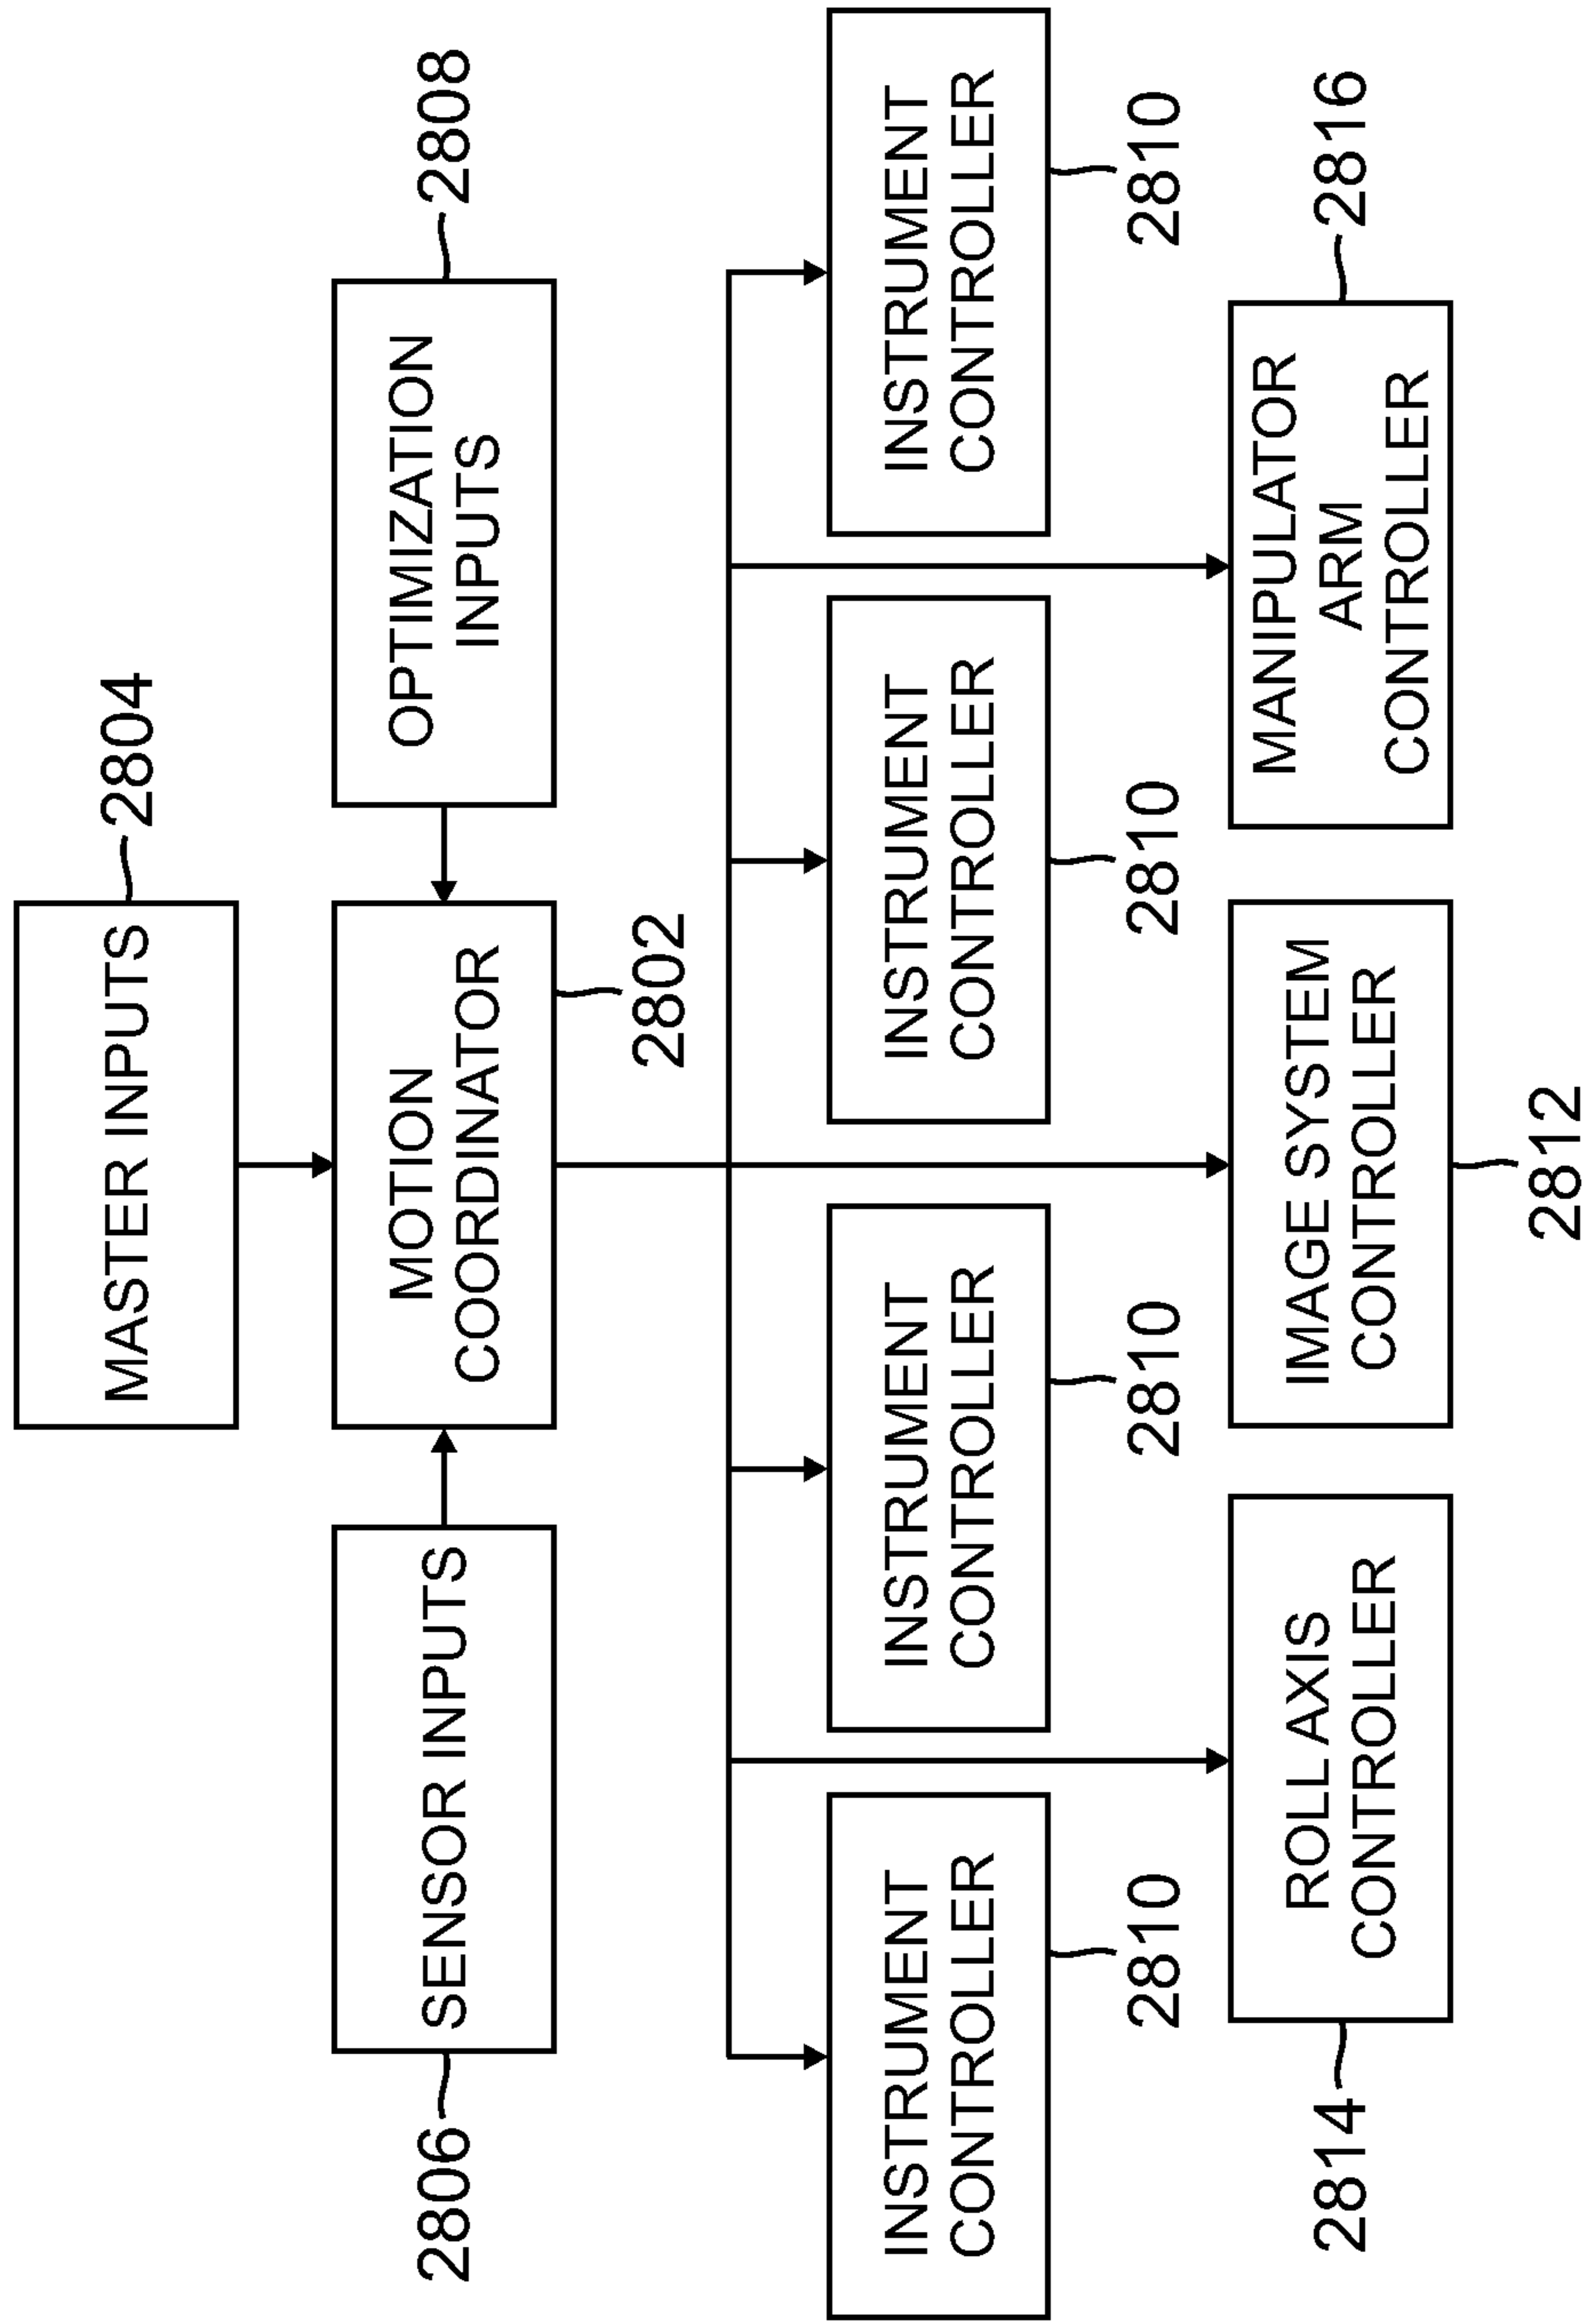 MASTER INPUTS
2804
2806
SENSOR INPUTS
MOTION
COORDINATOR
2802
OPTIMIZATION
INPUTS
2808
INSTRUMENT
CONTROLLER
2810
INSTRUMENT
CONTROLLER
2810
INSTRUMENT
CONTROLLER
2810
INSTRUMENT
CONTROLLER
2810
2814
ROLL AXIS
CONTROLLER
IMAGE SYSTEM
CONTROLLER
2812
MANIPULATOR
ARM
CONTROLLER
2816